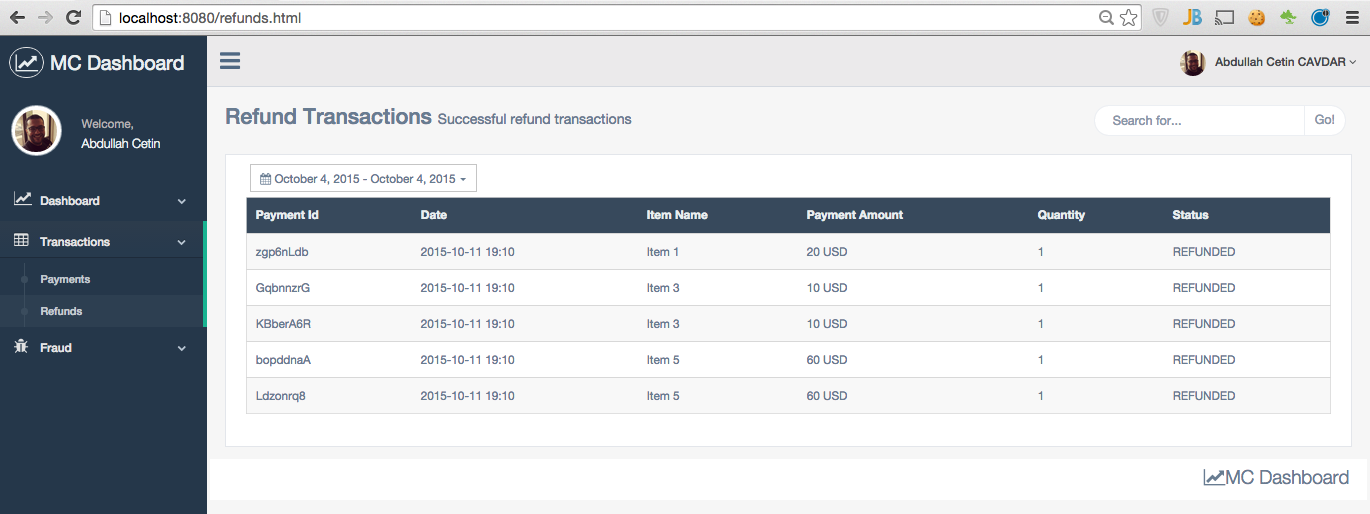 localhost:8080/refunds.html
MC Dashboard
Abdullah Cetin CAVDAR
Welcome,
Abdullah Cetin
Dashboard
Transactions
Payments
Refunds
Fraud
Refund Transactions Successful refund transactions
Search for... Go!
October 4, 2015 - October 4, 2015
Payment Id Date Item Name Payment Amount Quantity Status
zgp6nLdb 2015-10-11 19:10 Item 1 20 USD 1 REFUNDED
GqbnnzrG 2015-10-11 19:10 Item 3 10 USD 1 REFUNDED
KBberA6R 2015-10-11 19:10 Item 3 10 USD 1 REFUNDED
bopddnaA 2015-10-11 19:10 Item 5 60 USD 1 REFUNDED
Ldzonrq8 2015-10-11 19:10 Item 5 60 USD 1 REFUNDED
MC Dashboard
JB